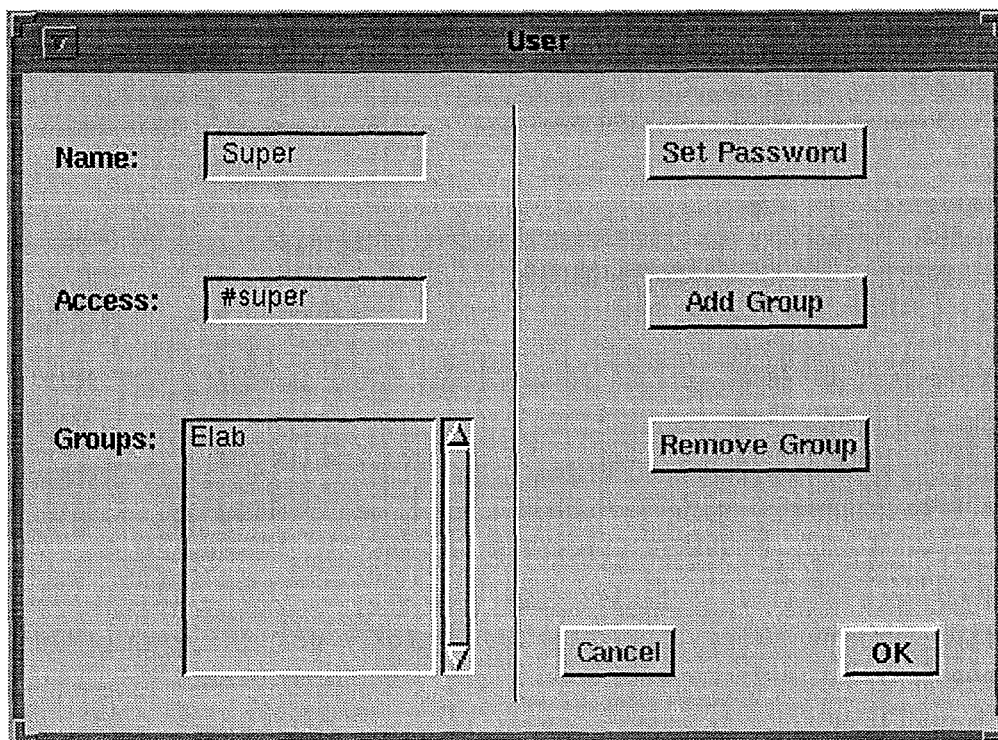 User
Name: Super
Set Password
Access: #super
Add Group
Groups: Elab
Remove Group
Cancel
OK